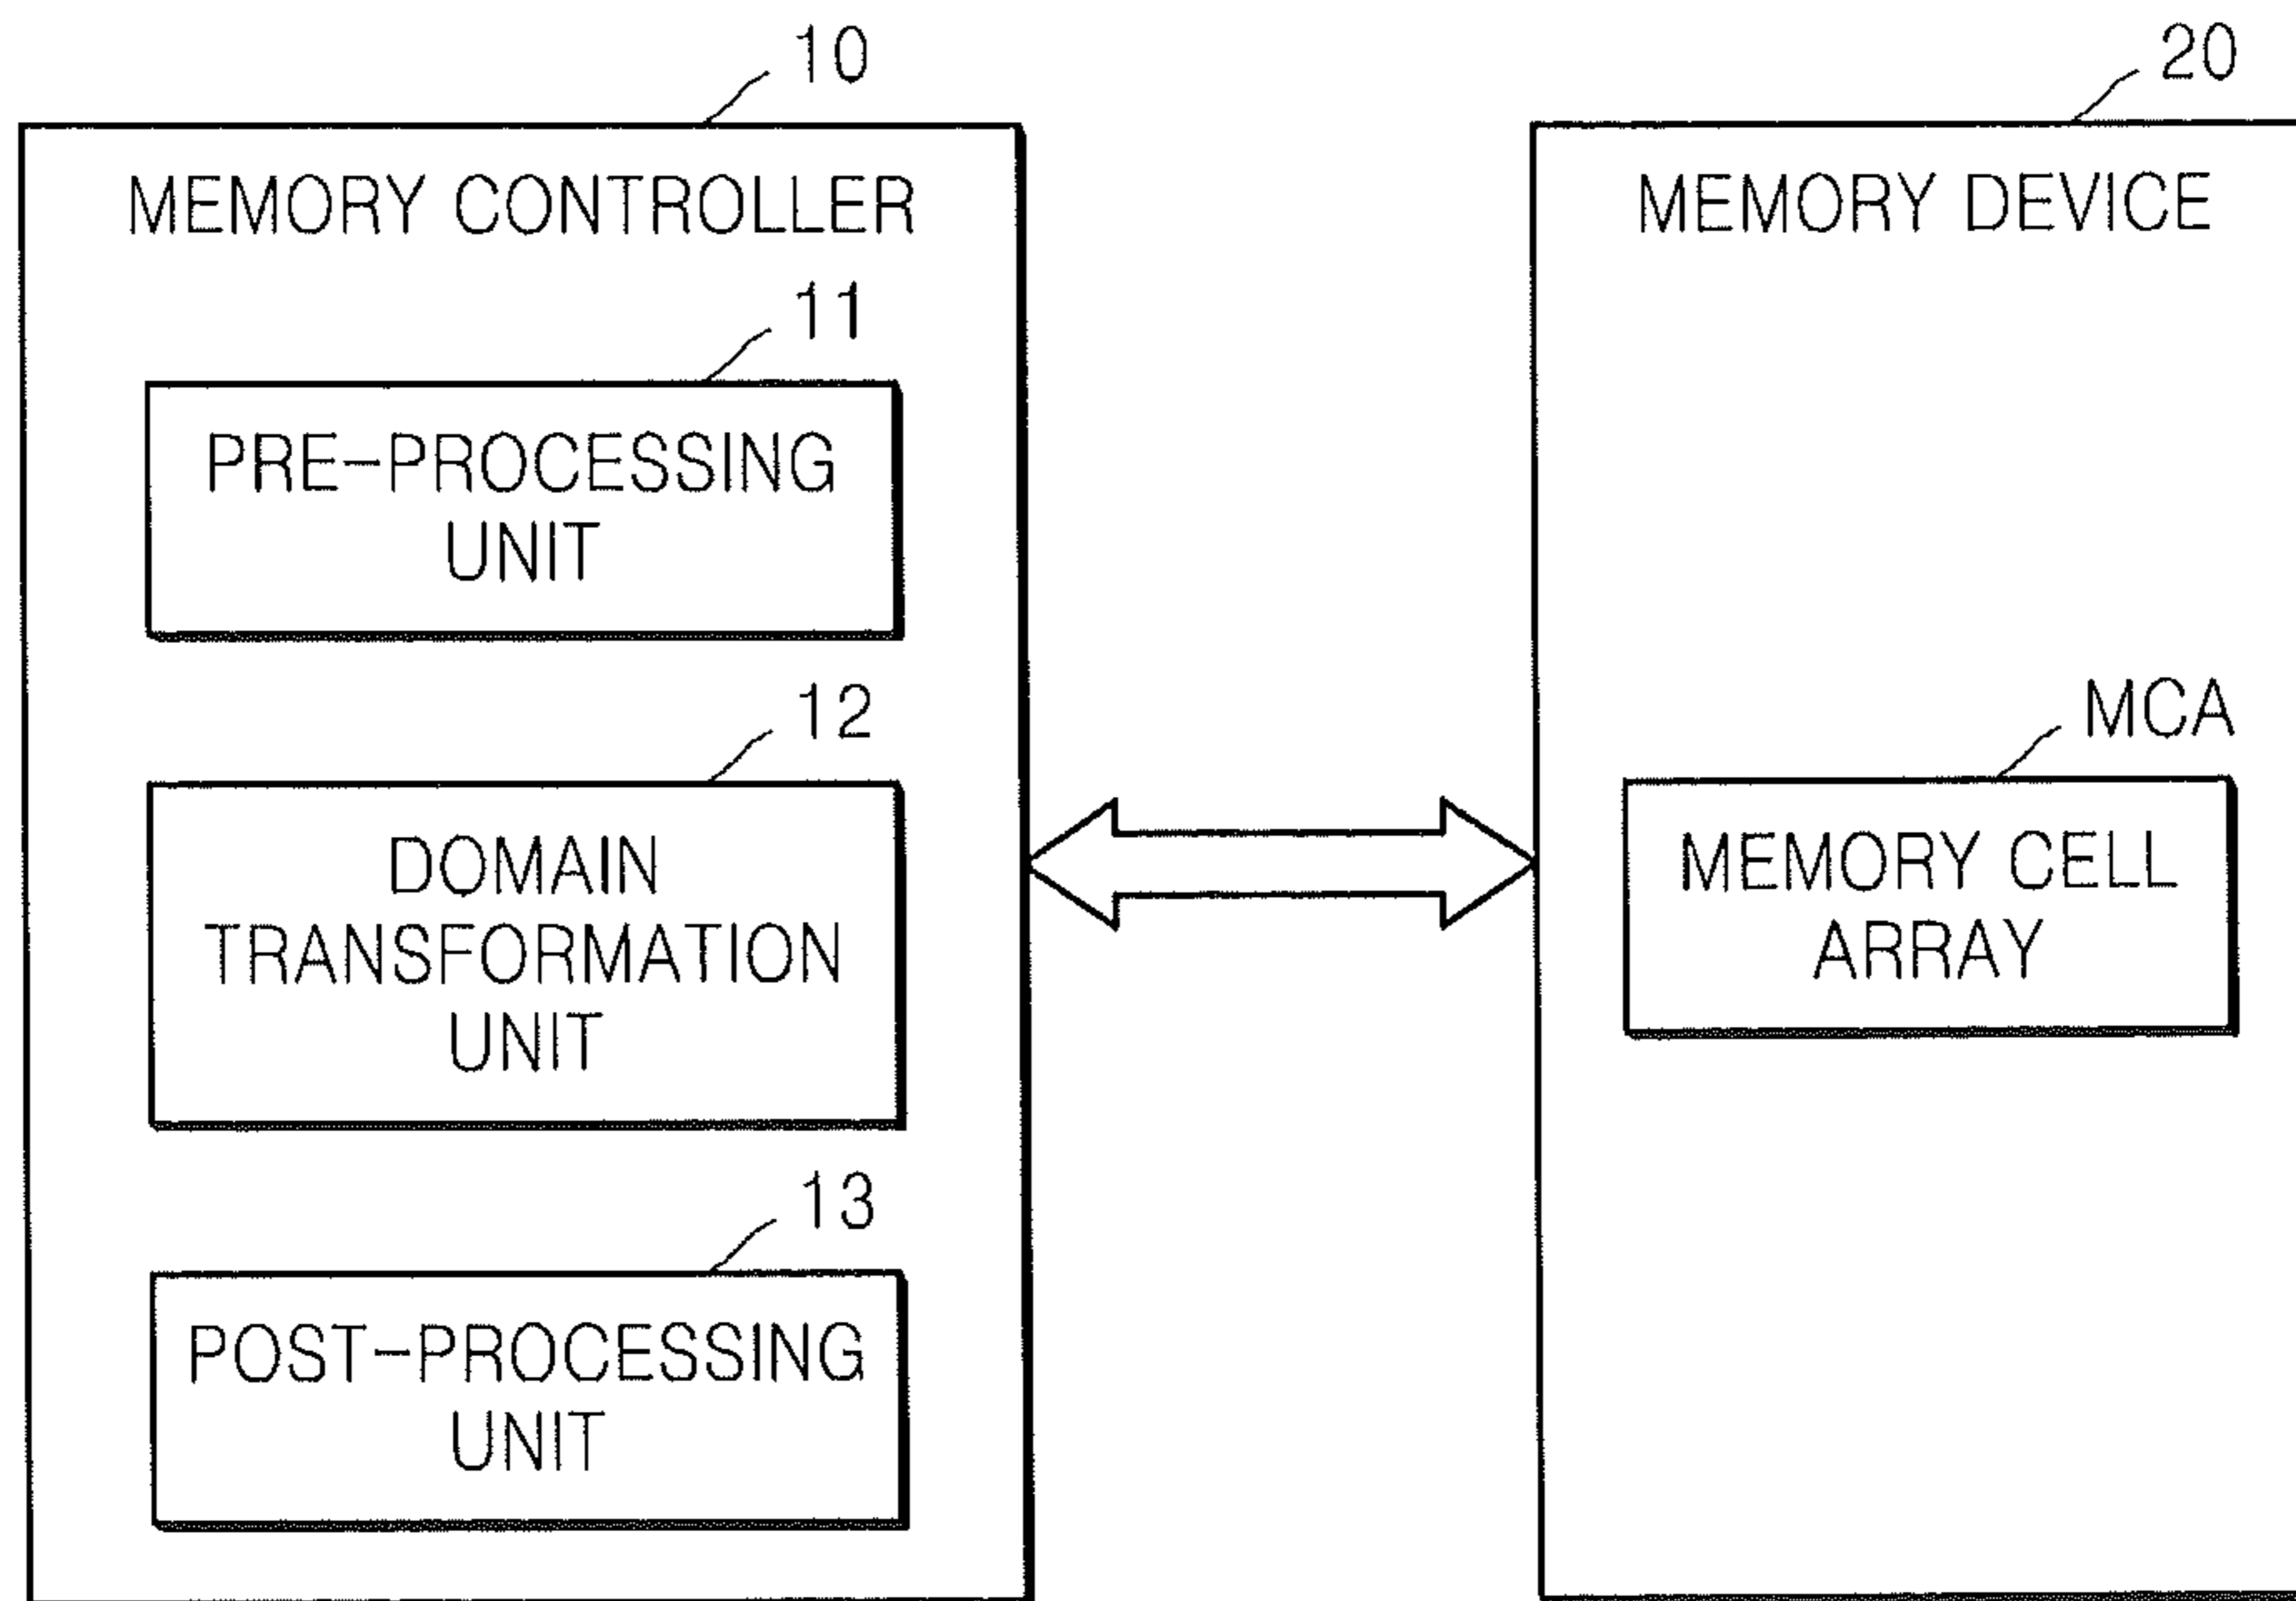 10
MEMORY CONTROLLER
11
PRE-PROCESSING
UNIT
12
DOMAIN
TRANSFORMATION
UNIT
13
POST-PROCESSING
UNIT
20
MEMORY DEVICE
MCA
MEMORY CELL
ARRAY